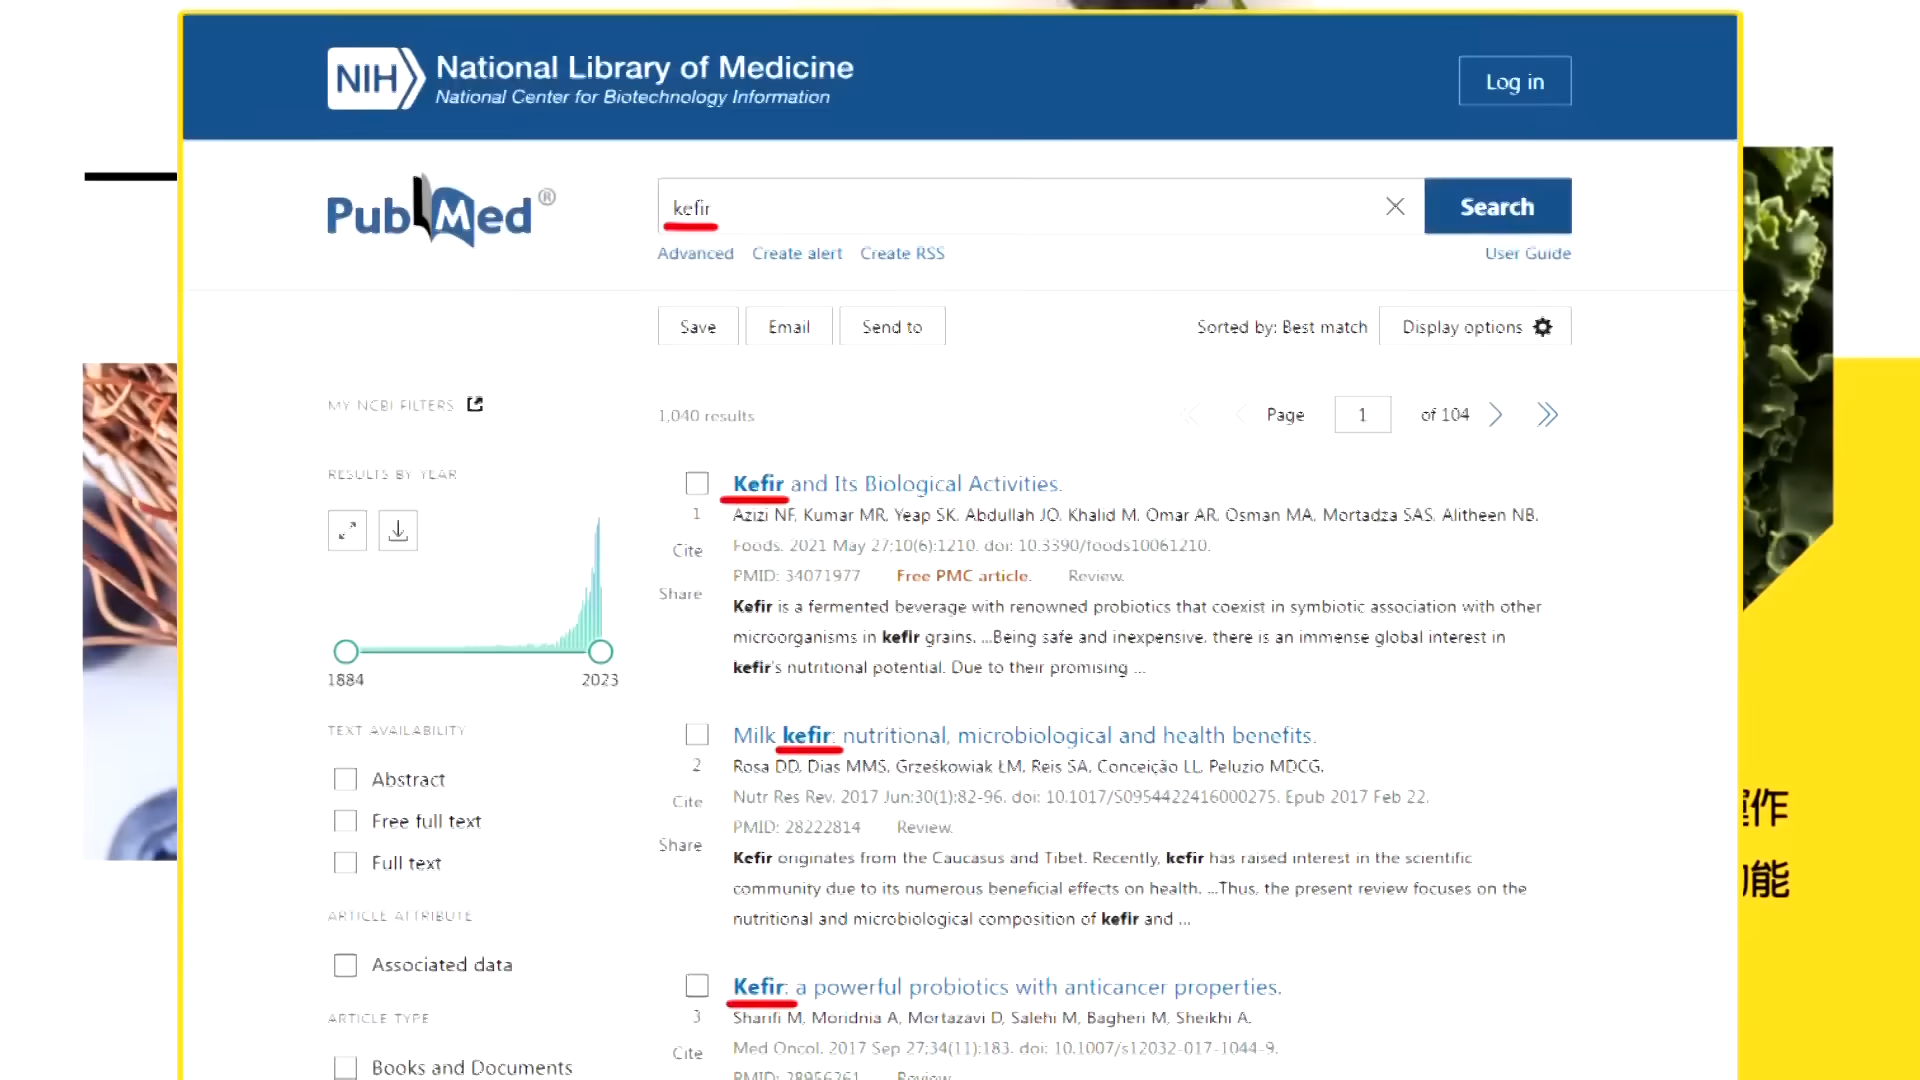 NIH National Library of Medicine
National Center for Biotechnology Information
Log in
PubMed®
kefir
Search
Advanced Create alert Create RSS
User Guide
Save Email Send to
Sorted by: Best match
Display options
MY NCBI FILTERS
1,040 results
Page 1 of 104
RESULTS BY YEAR
1884 2023
TEXT AVAILABILITY
Abstract
Free full text
Full text
ARTICLE ATTRIBUTE
Associated data
ARTICLE TYPE
Books and Documents
Kefir and Its Biological Activities.
1
Azizi NF, Kumar MR, Yeap SK, Abdullah JO, Khalid M, Omar AR, Osman MA, Mortadza SAS, Alitheen NB.
Cite
Foods. 2021 May 27;10(6):1210. doi: 10.3390/foods10061210.
PMID: 34071977 Free PMC article. Review.
Share
Kefir is a fermented beverage with renowned probiotics that coexist in symbiotic association with other
microorganisms in kefir grains. ...Being safe and inexpensive, there is an immense global interest in
kefir's nutritional potential. Due to their promising ...
Milk kefir: nutritional, microbiological and health benefits.
2
Rosa DD, Dias MMS, Grześkowiak ŁM, Reis SA, Conceição LL, Peluzio MDCG.
Cite
Nutr Res Rev. 2017 Jun;30(1):82-96. doi: 10.1017/S0954422416000275. Epub 2017 Feb 22.
PMID: 28222814 Review.
Share
Kefir originates from the Caucasus and Tibet. Recently, kefir has raised interest in the scientific
community due to its numerous beneficial effects on health. ...Thus, the present review focuses on the
nutritional and microbiological composition of kefir and ...
Kefir: a powerful probiotics with anticancer properties.
3
Sharifi M, Moridnia A, Mortazavi D, Salehi M, Bagheri M, Sheikhi A.
Cite
Med Oncol. 2017 Sep 27;34(11):183. doi: 10.1007/s12032-017-1044-9.
PMID: 28956261 Review.
作
能